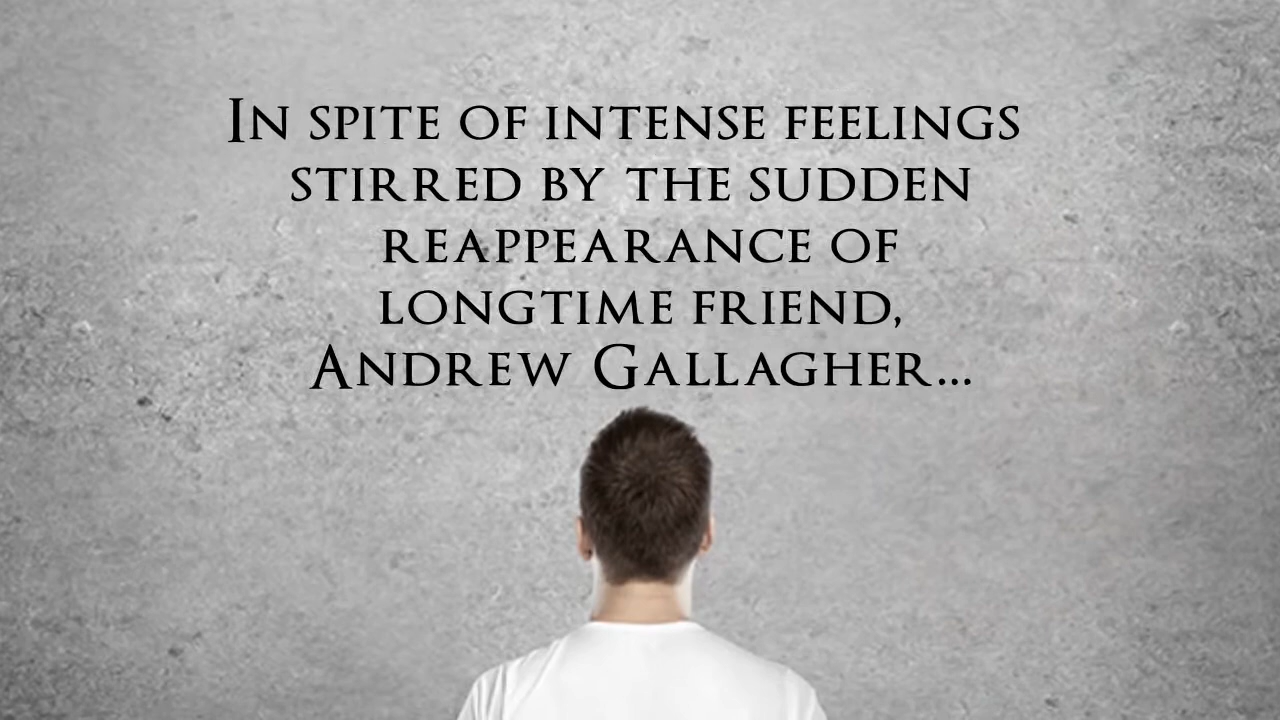 In spite of intense feelings
stirred by the sudden
reappearance of
longtime friend,
Andrew Gallagher...